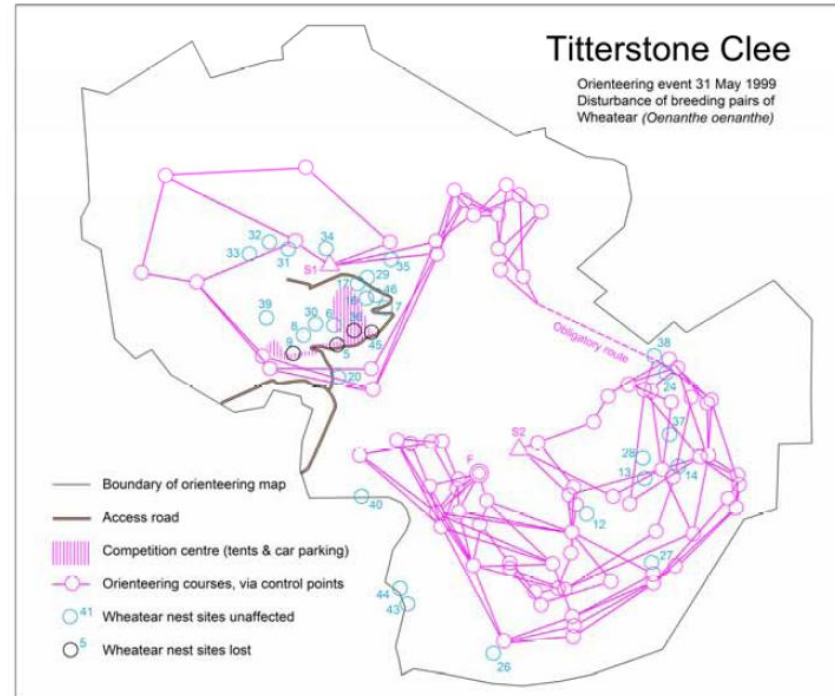 Titterstone Clee
Orienteering event 31 May 1999
Disturbance of breeding pairs of
Wheatear (Oenanthe oenanthe)
32
34
33
31
S1
35
29
17
46
16
7
39
30
6
36
8
45
9
5
20
Obligatory route
38
24
37
S2
28
F
13
14
40
12
27
44
43
26
Boundary of orienteering map
Access road
Competition centre (tents & car parking)
Orienteering courses, via control points
41
Wheatear nest sites unaffected
5
Wheatear nest sites lost